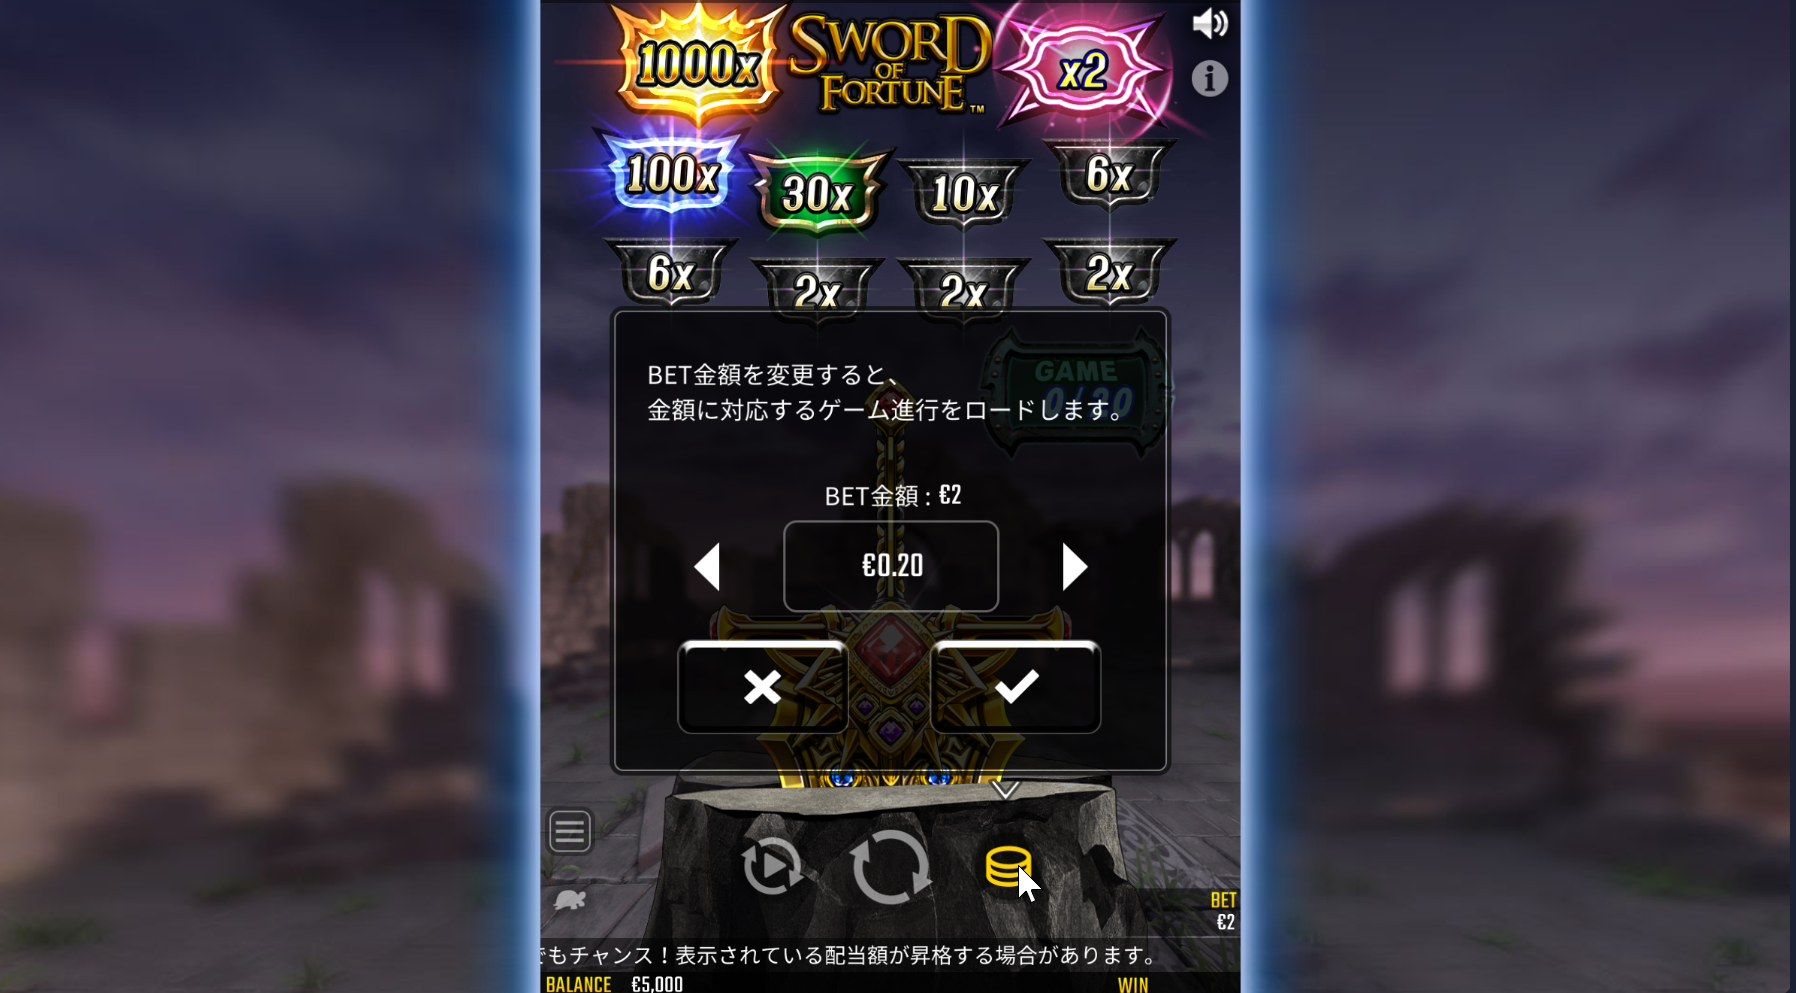 1000x
SWORD
OF
FORTUNE™
x2
100x
30x
10x
6x
6x
2x
2x
2x
GAME
0/20
BET金額を変更すると、
金額に対応するゲーム進行をロードします。
BET金額 : €2
€0.20
BET
€2
でもチャンス！表示されている配当額が昇格する場合があります。
BALANCE €5,000
WIN